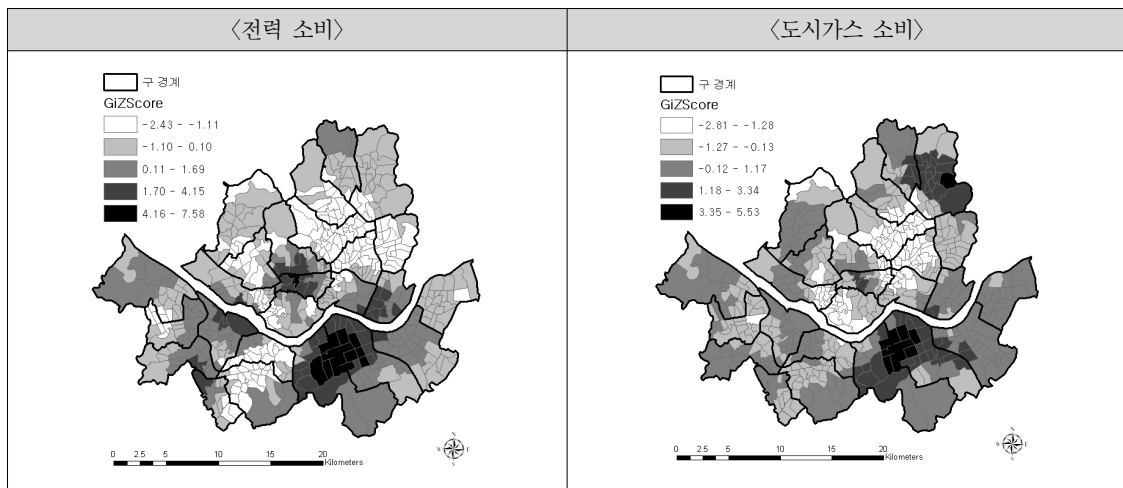 〈전력 소비〉
〈도시가스 소비〉
구 경계
GiZScore
-2.43 - -1.11
-1.10 - 0.10
0.11 - 1.69
1.70 - 4.15
4.16 - 7.58
N
W E
S
0 2.5 5 10 15 20
Kilometers
구 경계
GiZScore
-2.81 - -1.28
-1.27 - -0.13
-0.12 - 1.17
1.18 - 3.34
3.35 - 5.53
N
W E
S
0 2.5 5 10 15 20
Kilometers